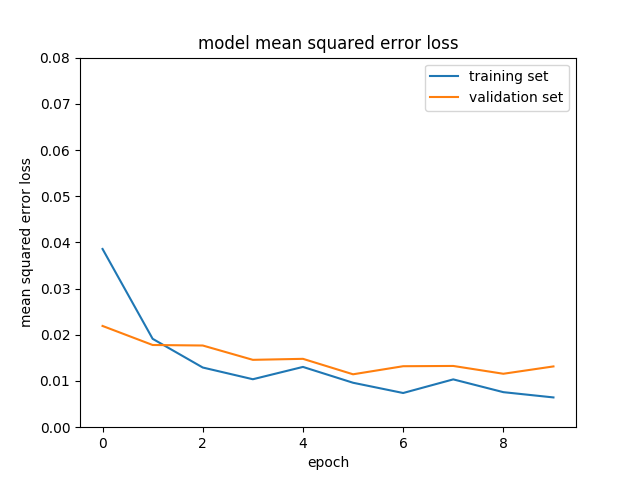 model mean squared error loss
training set
validation set
0.08
0.07
0.06
0.05
0.04
0.03
0.02
0.01
0.00
mean squared error loss
0 2 4 6 8
epoch